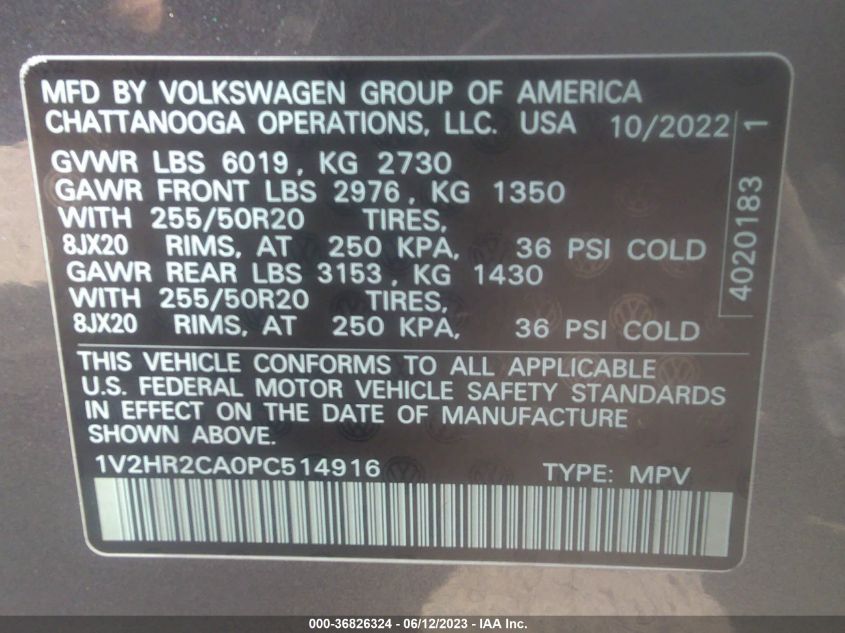 MFD BY VOLKSWAGEN GROUP OF AMERICA
CHATTANOOGA OPERATIONS, LLC. USA 10/2022
GVWR LBS 6019, KG 2730
GAWR FRONT LBS 2976, KG 1350
WITH 255/50R20 TIRES,
8JX20 RIMS, AT 250 KPA, 36 PSI COLD
GAWR REAR LBS 3153, KG 1430
WITH 255/50R20 TIRES,
8JX20 RIMS, AT 250 KPA, 36 PSI COLD
4020183 1
THIS VEHICLE CONFORMS TO ALL APPLICABLE
U.S. FEDERAL MOTOR VEHICLE SAFETY STANDARDS
IN EFFECT ON THE DATE OF MANUFACTURE
SHOWN ABOVE.
1V2HR2CA0PC514916 TYPE: MPV
000-36826324 - 06/12/2023 - IAA Inc.